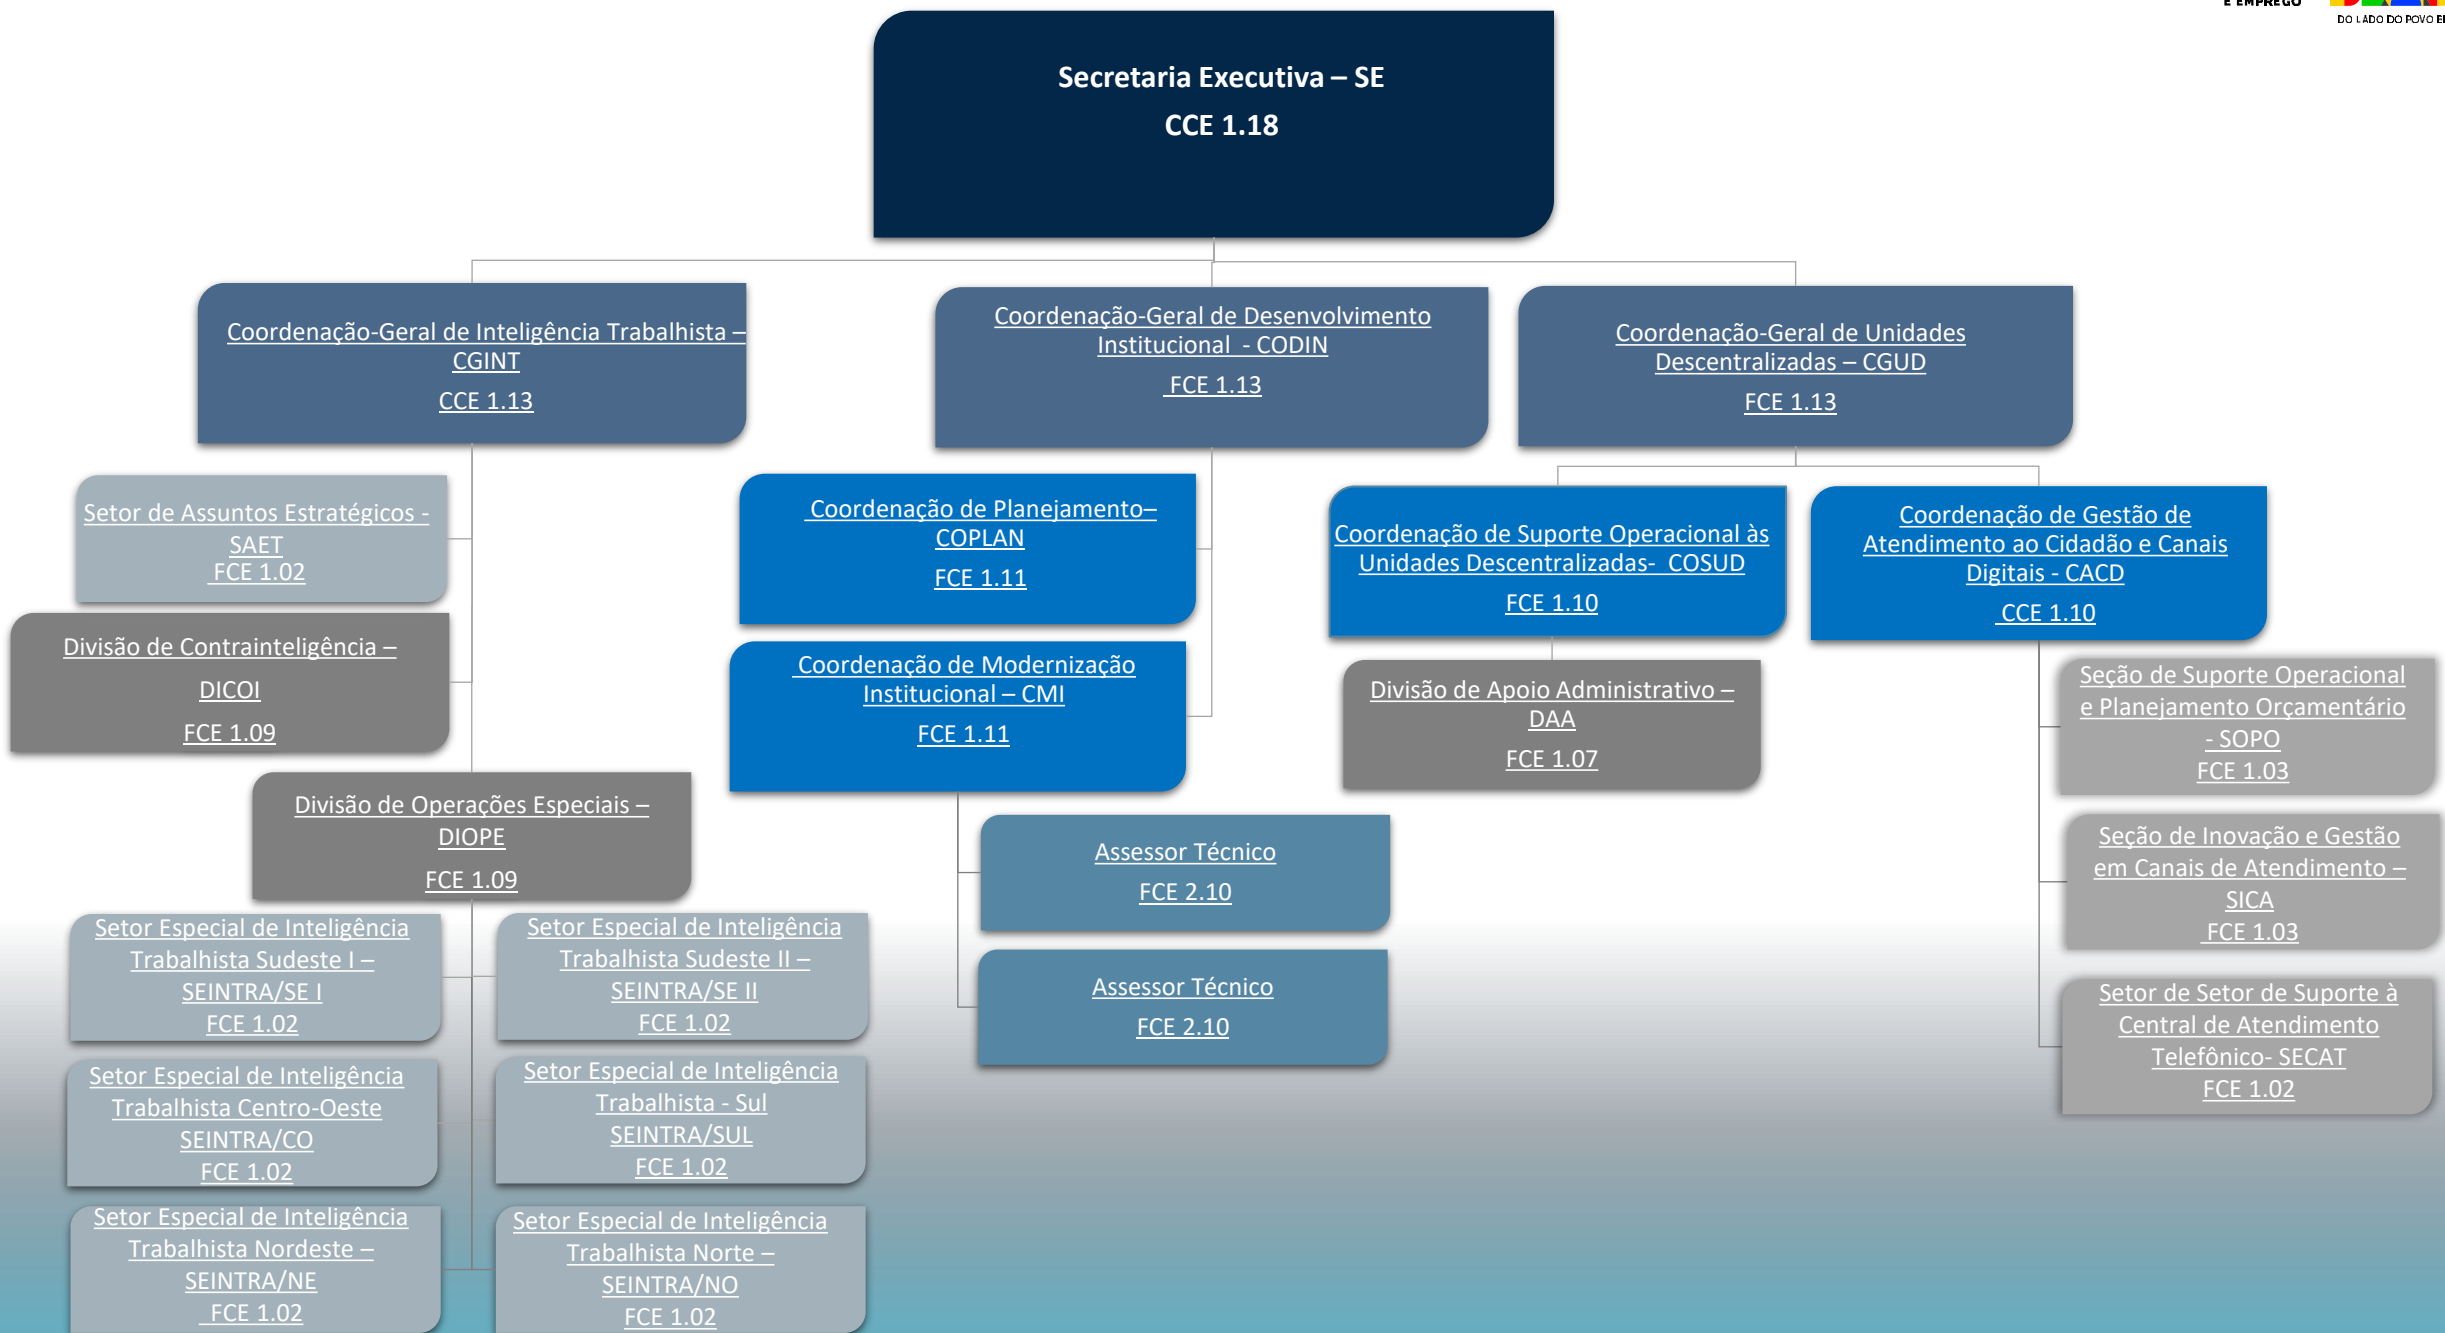 E EMPREGO
DO LADO DO POVO
Secretaria Executiva – SE
CCE 1.18
Coordenação-Geral de Inteligência Trabalhista –
CGINT
CCE 1.13
Coordenação-Geral de Desenvolvimento
Institucional - CODIN
FCE 1.13
Coordenação-Geral de Unidades
Descentralizadas – CGUD
FCE 1.13
Setor de Assuntos Estratégicos -
SAET
FCE 1.02
Coordenação de Planejamento–
COPLAN
FCE 1.11
Coordenação de Suporte Operacional às
Unidades Descentralizadas- COSUD
FCE 1.10
Coordenação de Gestão de
Atendimento ao Cidadão e Canais
Digitais - CACD
CCE 1.10
Divisão de Contrainteligência –
DICOI
FCE 1.09
Coordenação de Modernização
Institucional – CMI
FCE 1.11
Divisão de Apoio Administrativo –
DAA
FCE 1.07
Seção de Suporte Operacional
e Planejamento Orçamentário
- SOPO
FCE 1.03
Divisão de Operações Especiais –
DIOPE
FCE 1.09
Assessor Técnico
FCE 2.10
Seção de Inovação e Gestão
em Canais de Atendimento –
SICA
FCE 1.03
Setor Especial de Inteligência
Trabalhista Sudeste I –
SEINTRA/SE I
FCE 1.02
Setor Especial de Inteligência
Trabalhista Sudeste II –
SEINTRA/SE II
FCE 1.02
Assessor Técnico
FCE 2.10
Setor de Setor de Suporte à
Central de Atendimento
Telefônico- SECAT
FCE 1.02
Setor Especial de Inteligência
Trabalhista Centro-Oeste
SEINTRA/CO
FCE 1.02
Setor Especial de Inteligência
Trabalhista - Sul
SEINTRA/SUL
FCE 1.02
Setor Especial de Inteligência
Trabalhista Nordeste –
SEINTRA/NE
FCE 1.02
Setor Especial de Inteligência
Trabalhista Norte –
SEINTRA/NO
FCE 1.02